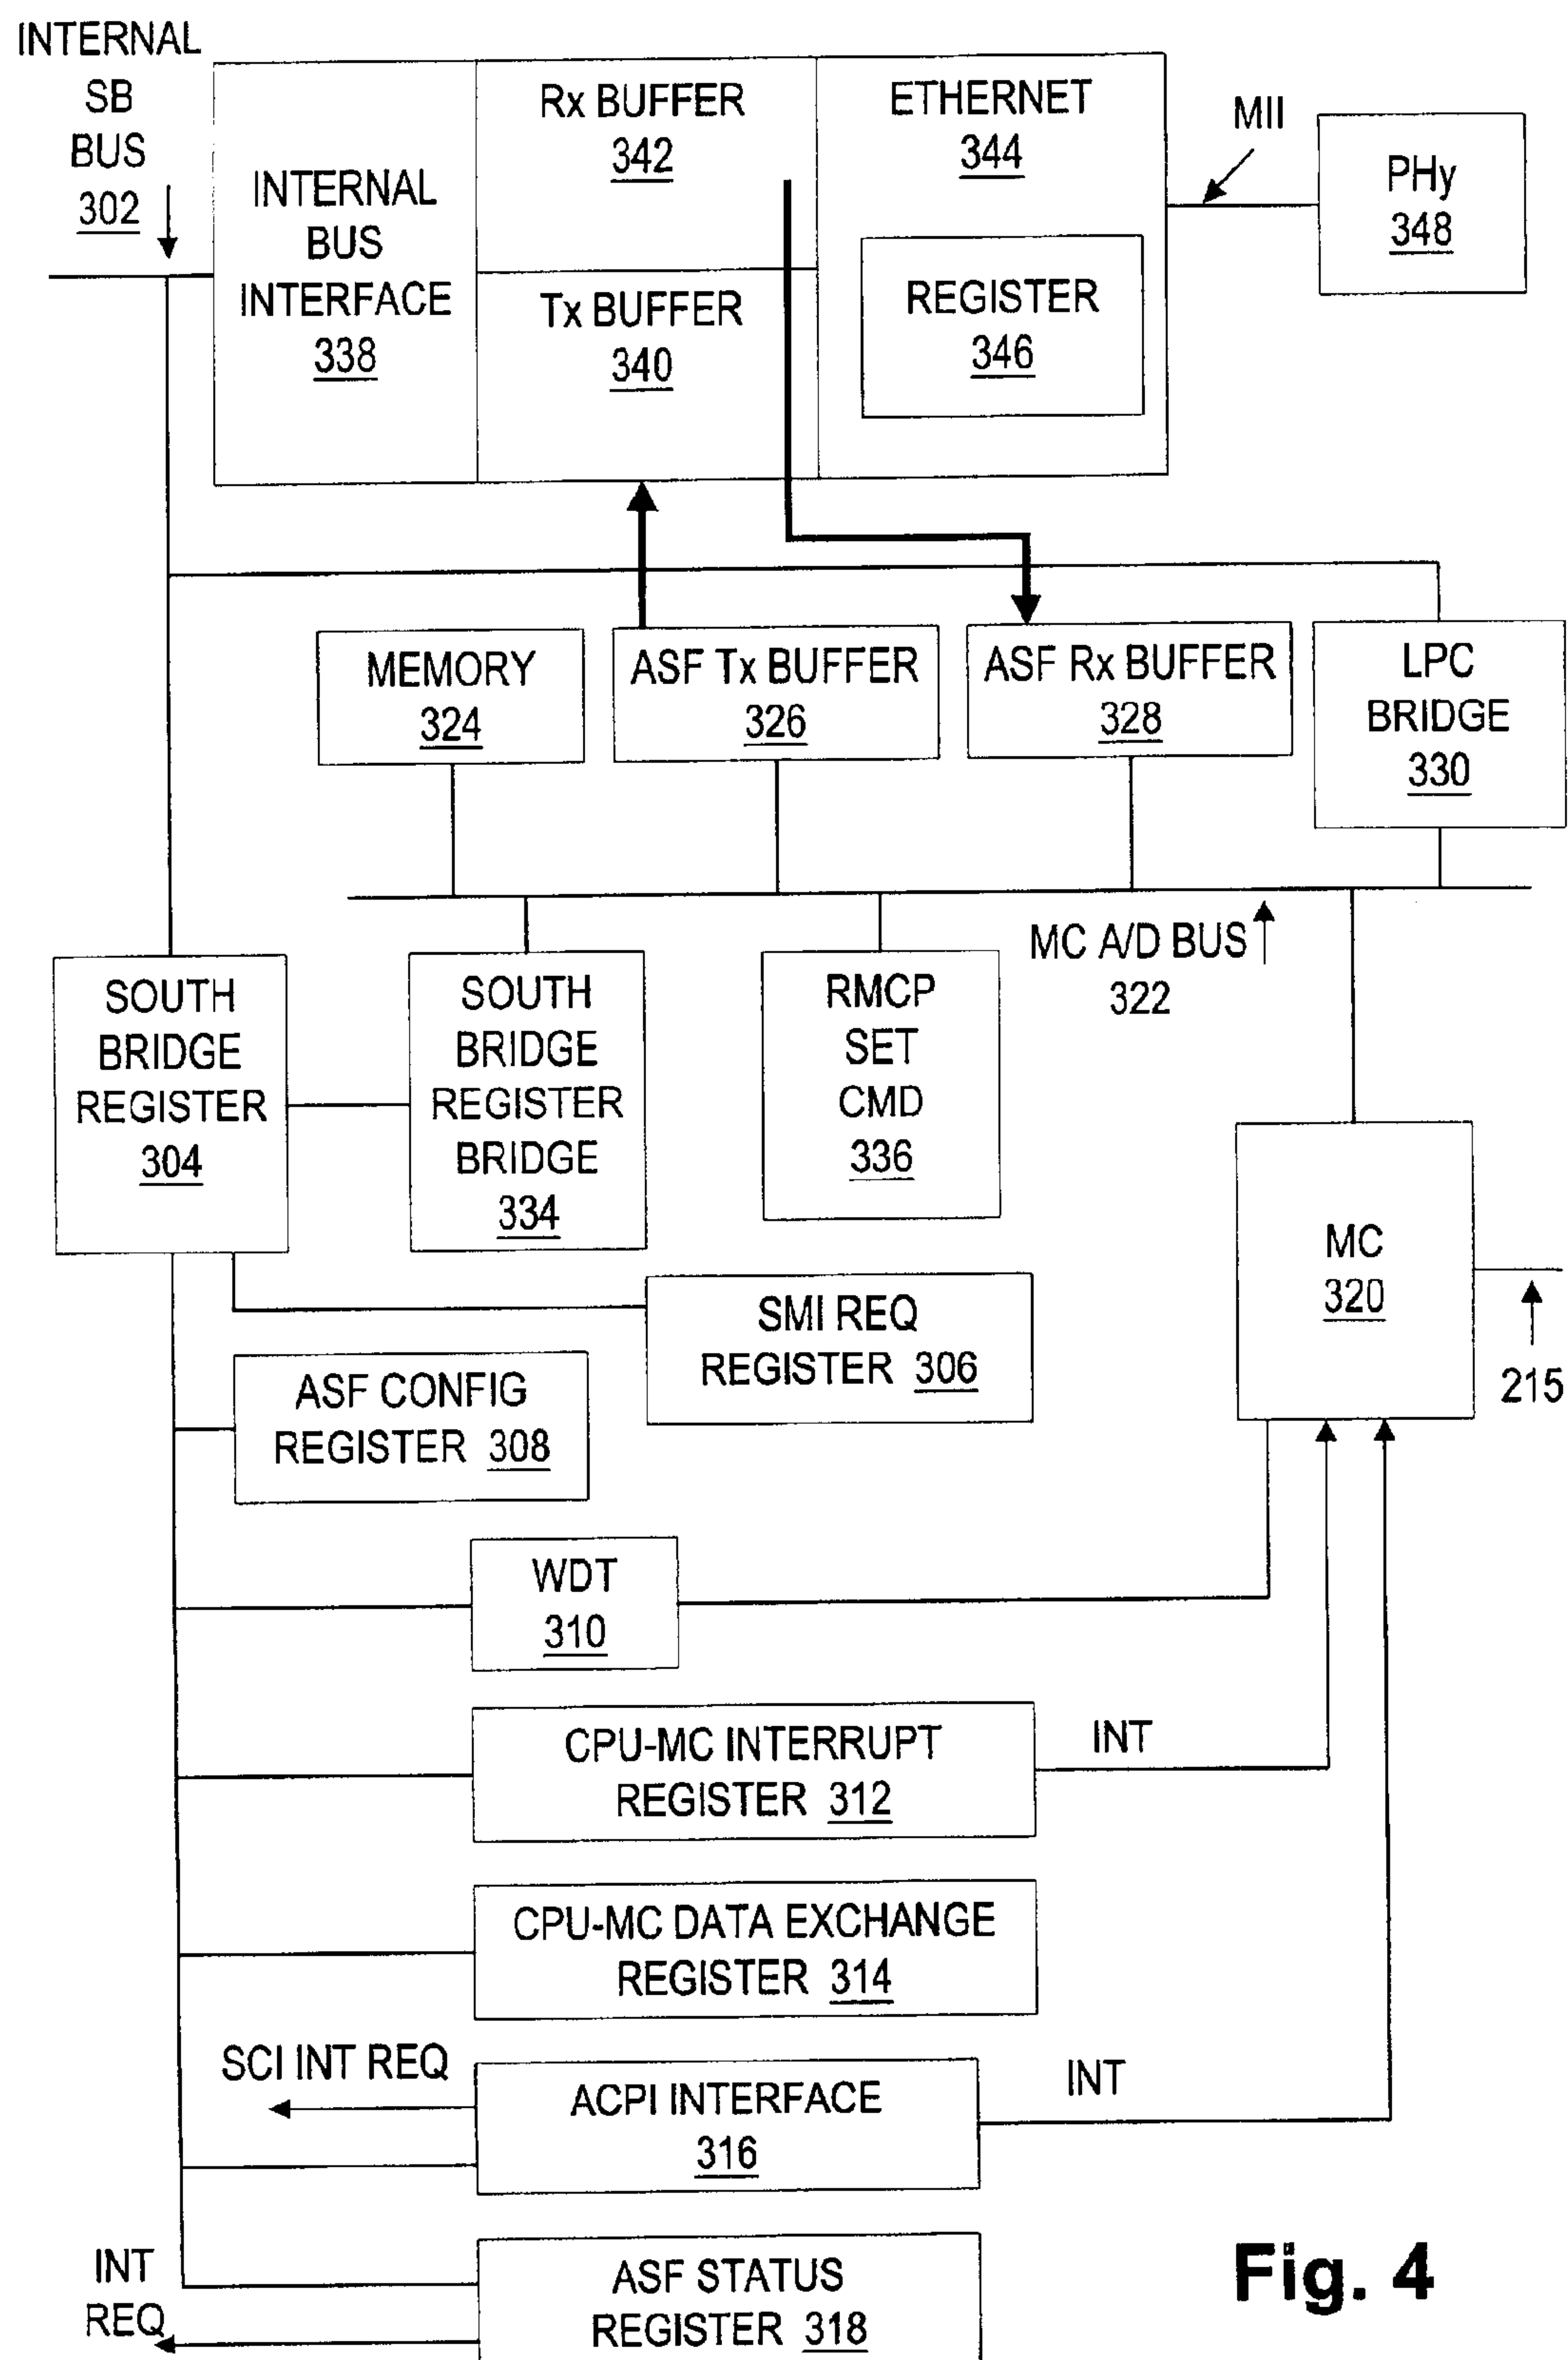 INTERNAL
SB
BUS
302
INTERNAL
BUS
INTERFACE
338
Rx BUFFER
342
Tx BUFFER
340
ETHERNET
344
REGISTER
346
MII
PHy
348
MEMORY
324
ASF Tx BUFFER
326
ASF Rx BUFFER
328
LPC
BRIDGE
330
MC A/D BUS
322
SOUTH
BRIDGE
REGISTER
304
SOUTH
BRIDGE
REGISTER
BRIDGE
334
RMCP
SET
CMD
336
MC
320
215
SMI REQ
REGISTER 306
ASF CONFIG
REGISTER 308
WDT
310
CPU-MC INTERRUPT
REGISTER 312
INT
CPU-MC DATA EXCHANGE
REGISTER 314
SCI INT REQ
ACPI INTERFACE
316
INT
INT
REQ
ASF STATUS
REGISTER 318
Fig. 4